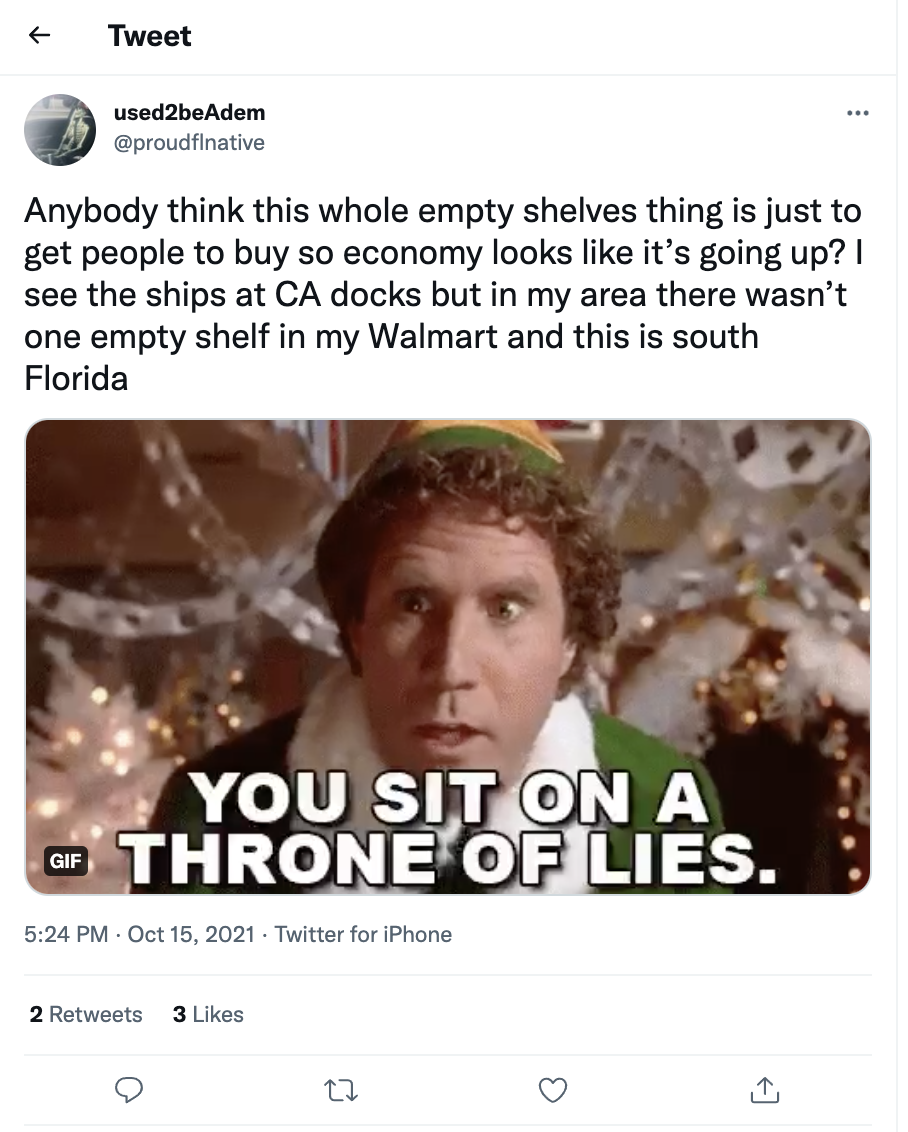 Tweet
used2beAdem
@proudflnative
Anybody think this whole empty shelves thing is just to
get people to buy so economy looks like it’s going up? I
see the ships at CA docks but in my area there wasn’t
one empty shelf in my Walmart and this is south
Florida
YOU SIT ON A
THRONE OF LIES.
GIF
5:24 PM · Oct 15, 2021 · Twitter for iPhone
2 Retweets 3 Likes